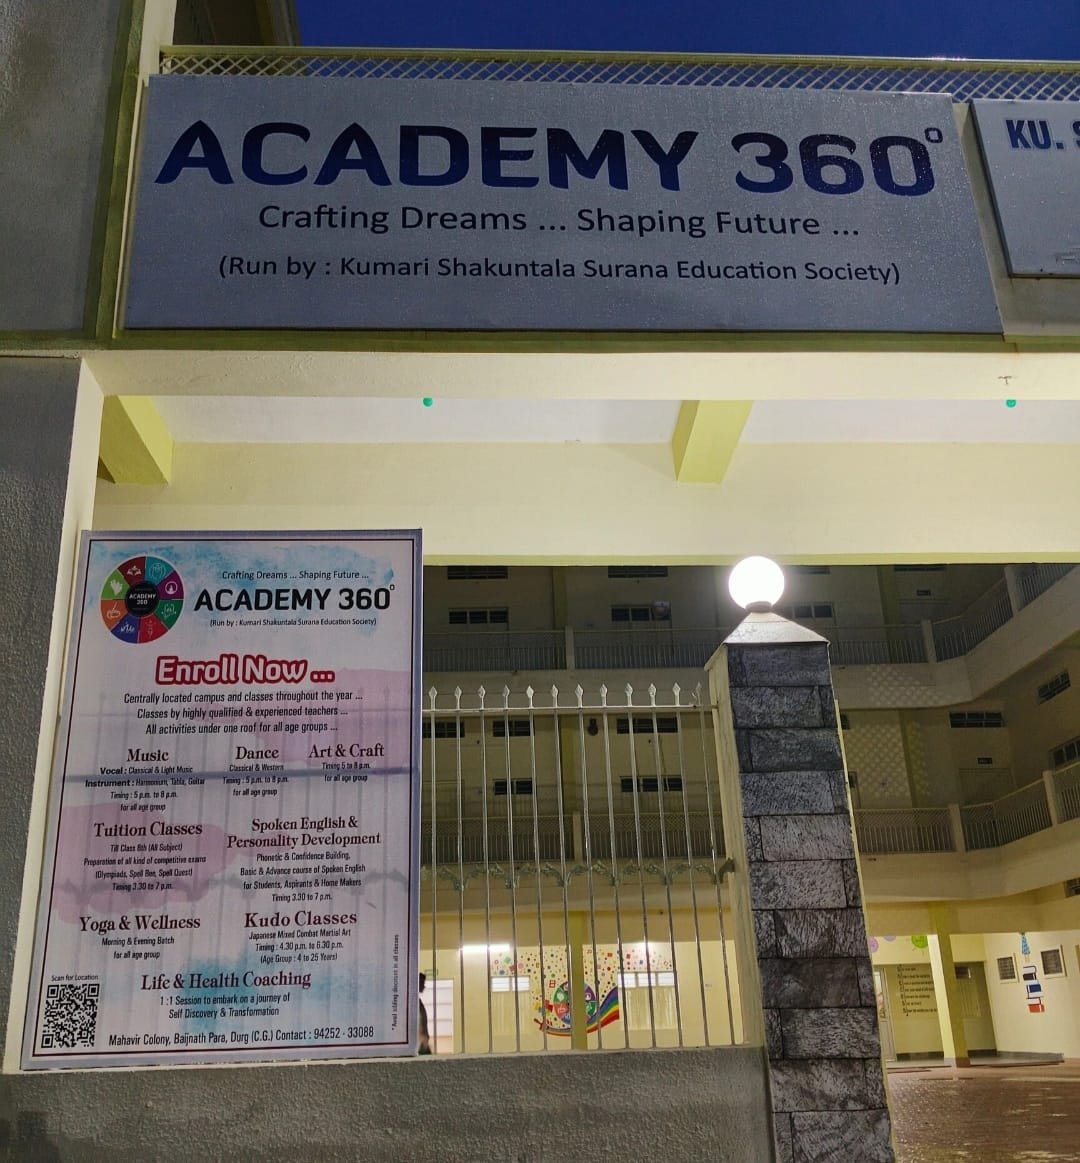 ACADEMY 360°
Crafting Dreams ... Shaping Future ...
(Run by : Kumari Shakuntala Surana Education Society)
KU. S
Crafting Dreams ... Shaping Future ...
ACADEMY 360°
(Run by : Kumari Shakuntala Surana Education Society)
ACADEMY
360
Enroll Now ...
Centrally located campus and classes throughout the year ...
Classes by highly qualified & experienced teachers ...
All activities under one roof for all age groups ...
Music
Vocal : Classical & Light Music
Instrument : Harmonium, Tabla, Guitar
Timing : 5 p.m. to 8 p.m.
for all age group
Dance
Classical & Western
Timing : 5 p.m. to 8 p.m.
for all age group
Art & Craft
Timing 5 to 8 p.m.
for all age group
Tuition Classes
Till Class 8th (All Subject)
Preparation of all kind of competitive exams
(Olympiads, Spell Bee, Spell Quest)
Timing 3.30 to 7 p.m.
Spoken English &
Personality Development
Phonetic & Confidence Building,
Basic & Advance course of Spoken English
for Students, Aspirants & Home Makers
Timing 3.30 to 7 p.m.
Yoga & Wellness
Morning & Evening Batch
for all age group
Kudo Classes
Japanese Mixed Combat Martial Art
Timing : 4.30 p.m. to 6.30 p.m.
(Age Group : 4 to 25 Years)
Life & Health Coaching
1 :1 Session to embark on a journey of
Self Discovery & Transformation
Scan for Location
Mahavir Colony, Baijnath Para, Durg (C.G.) Contact : 94252 - 33088
*Avail sibling discount in all classes